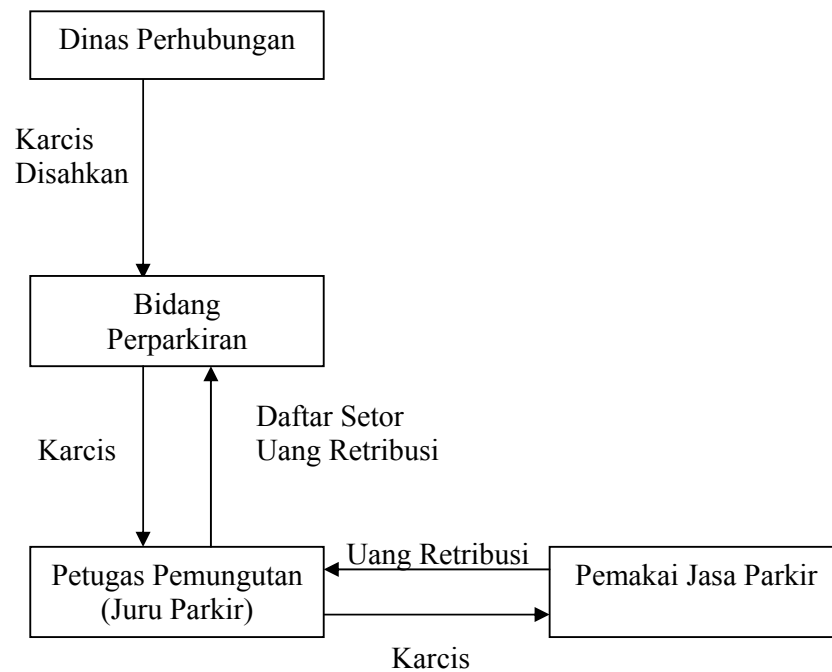 Dinas Perhubungan
Karcis
Disahkan
Bidang
Perparkiran
Karcis
Daftar Setor
Uang Retribusi
Petugas Pemungutan
(Juru Parkir)
Uang Retribusi
Pemakai Jasa Parkir
Karcis